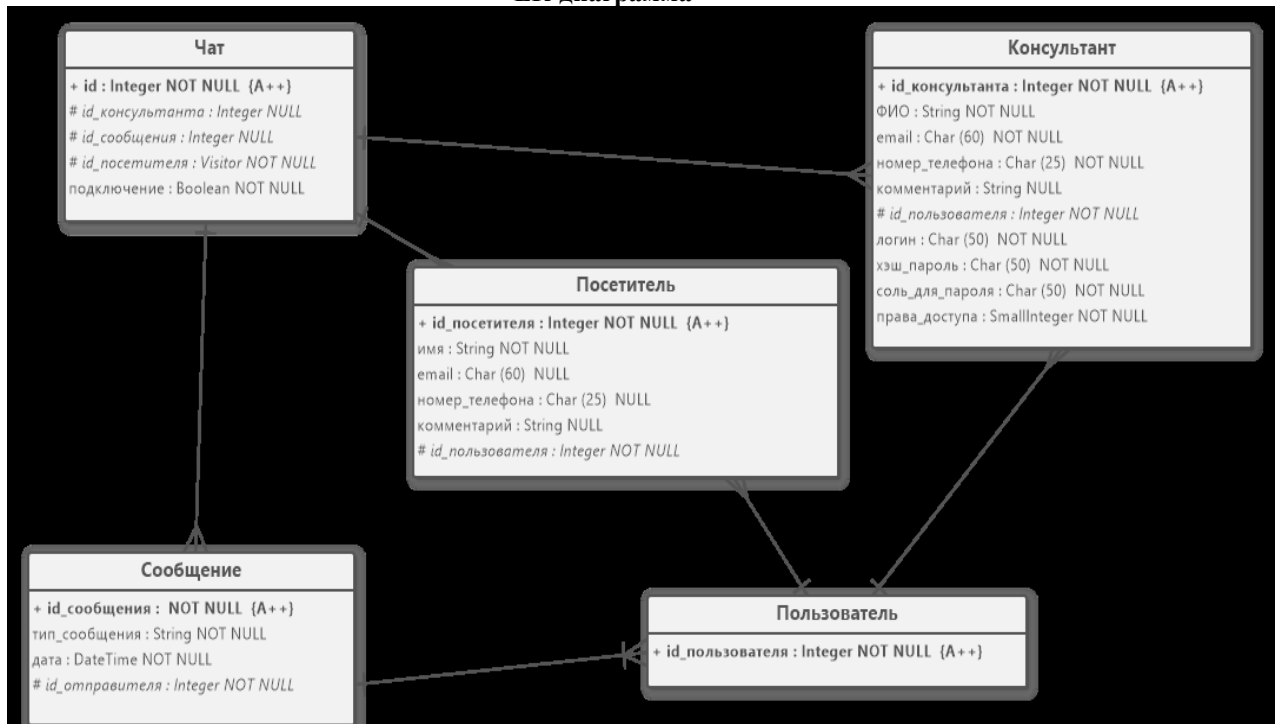 Чат
+ id : Integer NOT NULL {A++}
# id_консультанта : Integer NULL
# id_сообщения : Integer NULL
# id_посетителя : Visitor NOT NULL
подключение : Boolean NOT NULL
Консультант
+ id_консультанта : Integer NOT NULL {A++}
ФИО : String NOT NULL
email : Char (60) NOT NULL
номер_телефона : Char (25) NOT NULL
комментарий : String NULL
# id_пользователя : Integer NOT NULL
логин : Char (50) NOT NULL
хэш_пароль : Char (50) NOT NULL
соль_для_пароля : Char (50) NOT NULL
права_доступа : SmallInteger NOT NULL
Посетитель
+ id_посетителя : Integer NOT NULL {A++}
имя : String NOT NULL
email : Char (60) NULL
номер_телефона : Char (25) NULL
комментарий : String NULL
# id_пользователя : Integer NOT NULL
Сообщение
+ id_сообщения : NOT NULL {A++}
тип_сообщения : String NOT NULL
дата : DateTime NOT NULL
# id_отправителя : Integer NOT NULL
Пользователь
+ id_пользователя : Integer NOT NULL {A++}